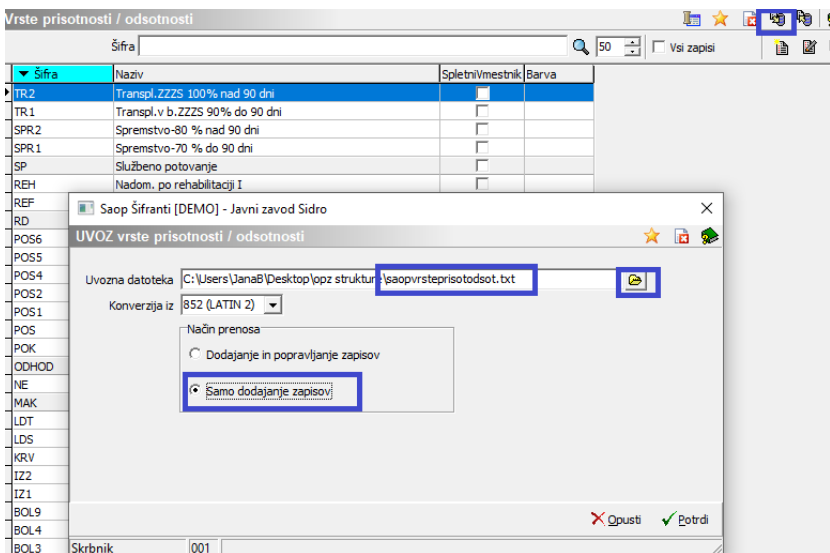 Vrste prisotnosti / odsotnosti
Šifra 50 Vsi zapisi
Šifra Naziv SpletniVmestnik Barva
TR2 Transpl.ZZZS 100% nad 90 dni
TR1 Transpl.v b.ZZZS 90% do 90 dni
SPR2 Spremstvo-80 % nad 90 dni
SPR1 Spremstvo-70 % do 90 dni
SP Službeno potovanje
REH Nadom. po rehabilitaciji I
REF
RD
POS6
POS5
POS4
POS2
POS1
POS
POK
ODHOD
NE
MAK
LDT
LDS
KRV
IZ2
IZ1
BOL9
BOL4
BOL3
Saop Šifranti [DEMO] - Javni zavod Sidro
UVOZ vrste prisotnosti / odsotnosti
Uvozna datoteka C:\Users\JanaB\Desktop\opz strukture\saopvrsteprisotodsot.txt
Konverzija iz 852 (LATIN 2)
Način prenosa
Dodajanje in popravljanje zapisov
Samo dodajanje zapisov
Opusti Potrdi
Skrbnik 001